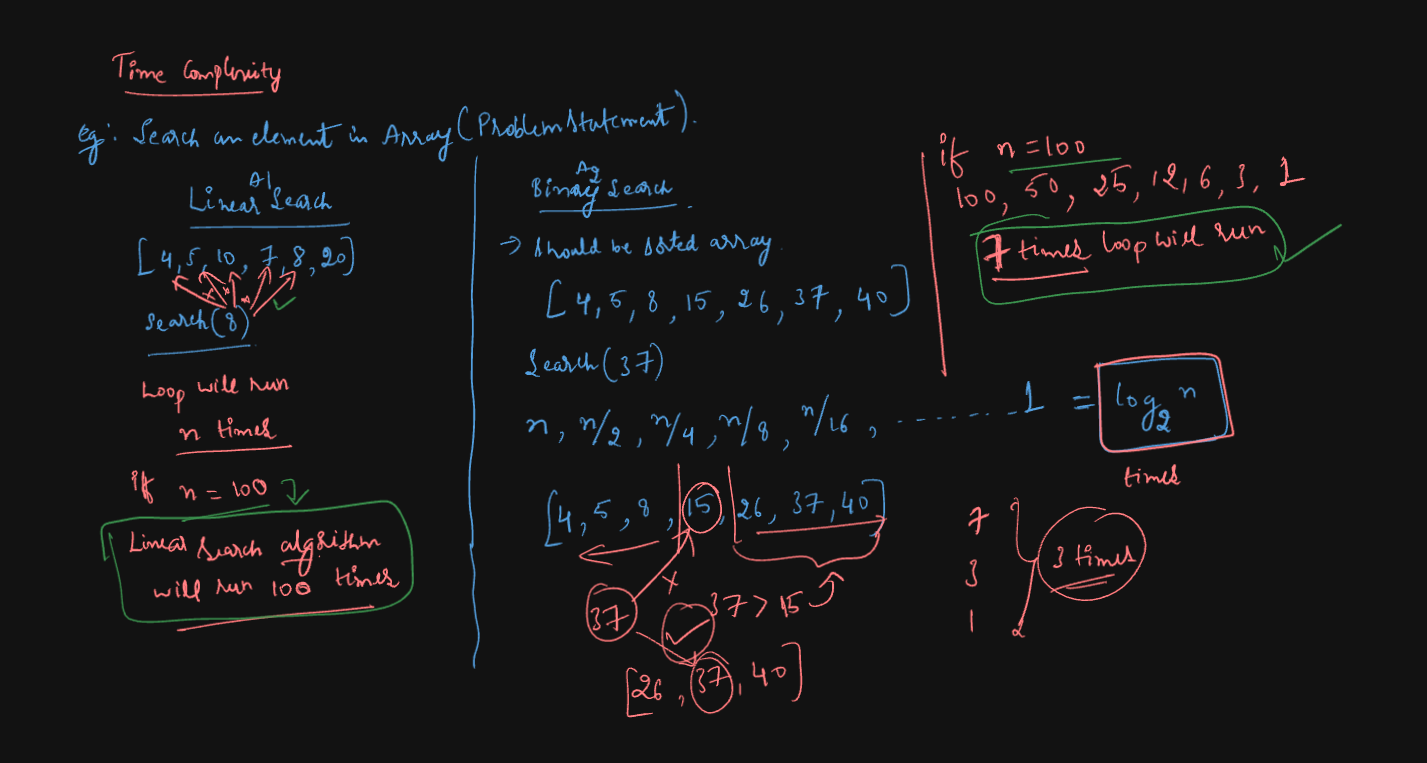 Time Complexity
Eg: Search an element in Array (Problem Statement).
A1
Linear Search
[4,5,10,7,8,20]
Search(8)
Loop will run
n times
if n = 100
Linear Search algorithm
will run 100 times
A2
Binary Search
→ Should be sorted array
[4,5,8,15,26,37,40]
Search(37)
n, n/2, n/4, n/8, n/16, ........1 = log₂ n
times
[4,5,8,15,26,37,40]
37
37 > 15
[26,37,40]
if n = 100
100, 50, 25, 12, 6, 3, 1
7 times loop will run
7
3
1
3 times